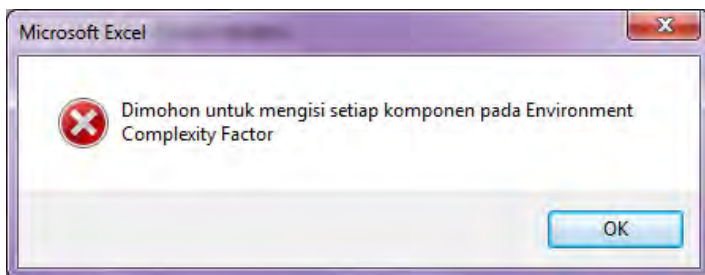 Microsoft Excel
Dimohon untuk mengisi setiap komponen pada Environment
Complexity Factor
OK